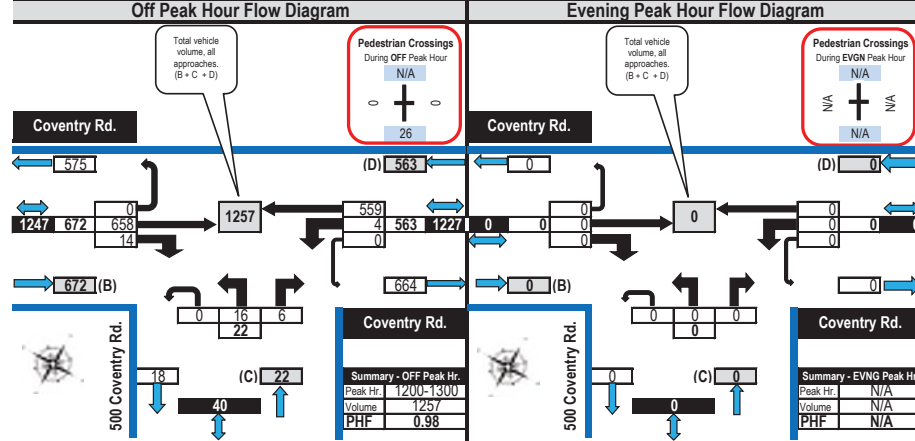 Off Peak Hour Flow Diagram
Total vehicle
volume, all
approaches.
(B + C + D)
Pedestrian Crossings
During OFF Peak Hour
N/A
0 0
26
Coventry Rd.
575
(D) 563
0
1257
559
1247 672 658
4 563 1227
14
0
672 (B)
664
0 16 6
22
Coventry Rd.
500 Coventry Rd.
18
(C) 22
40
Summary - OFF Peak Hr.
Peak Hr. 1200-1300
Volume 1257
PHF 0.98
Evening Peak Hour Flow Diagram
Total vehicle
volume, all
approaches.
(B + C + D)
Pedestrian Crossings
During EVGN Peak Hour
N/A
N/A N/A
N/A
Coventry Rd.
0
(D) 0
0
0
0
0 0 0
0 0
0
0
0 (B)
0
0 0 0
0
Coventry Rd.
500 Coventry Rd.
0
(C) 0
0
Summary - EVNG Peak Hr
Peak Hr. N/A
Volume N/A
PHF N/A